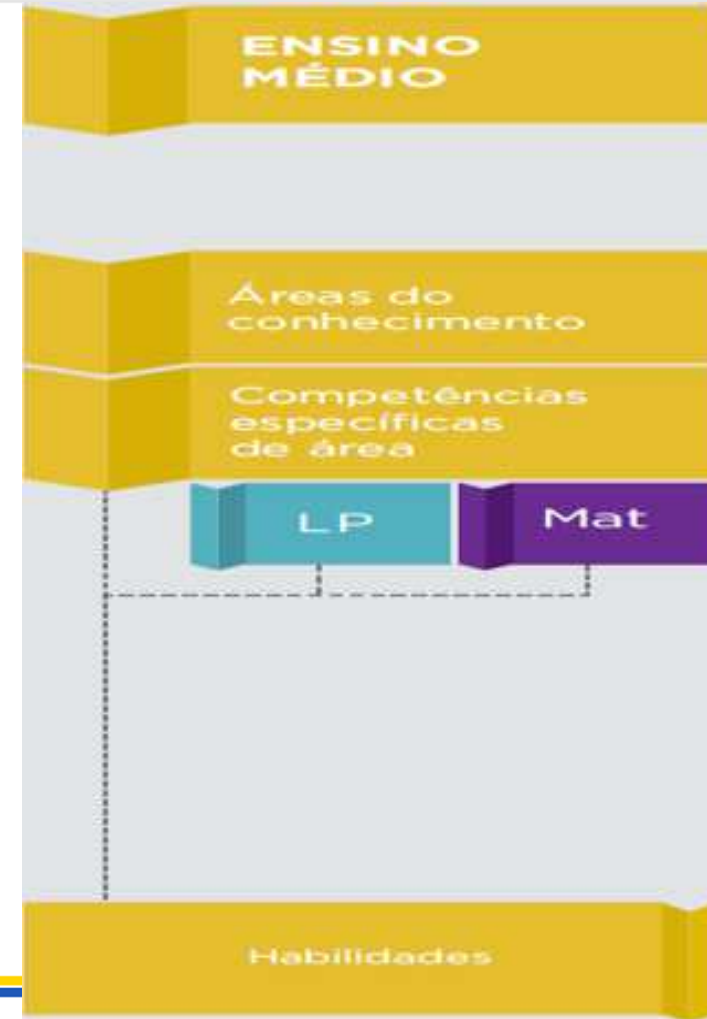 ENSINO
MÉDIO
Áreas do
conhecimento
Competências
específicas
de área
LP
Mat
Habilidades